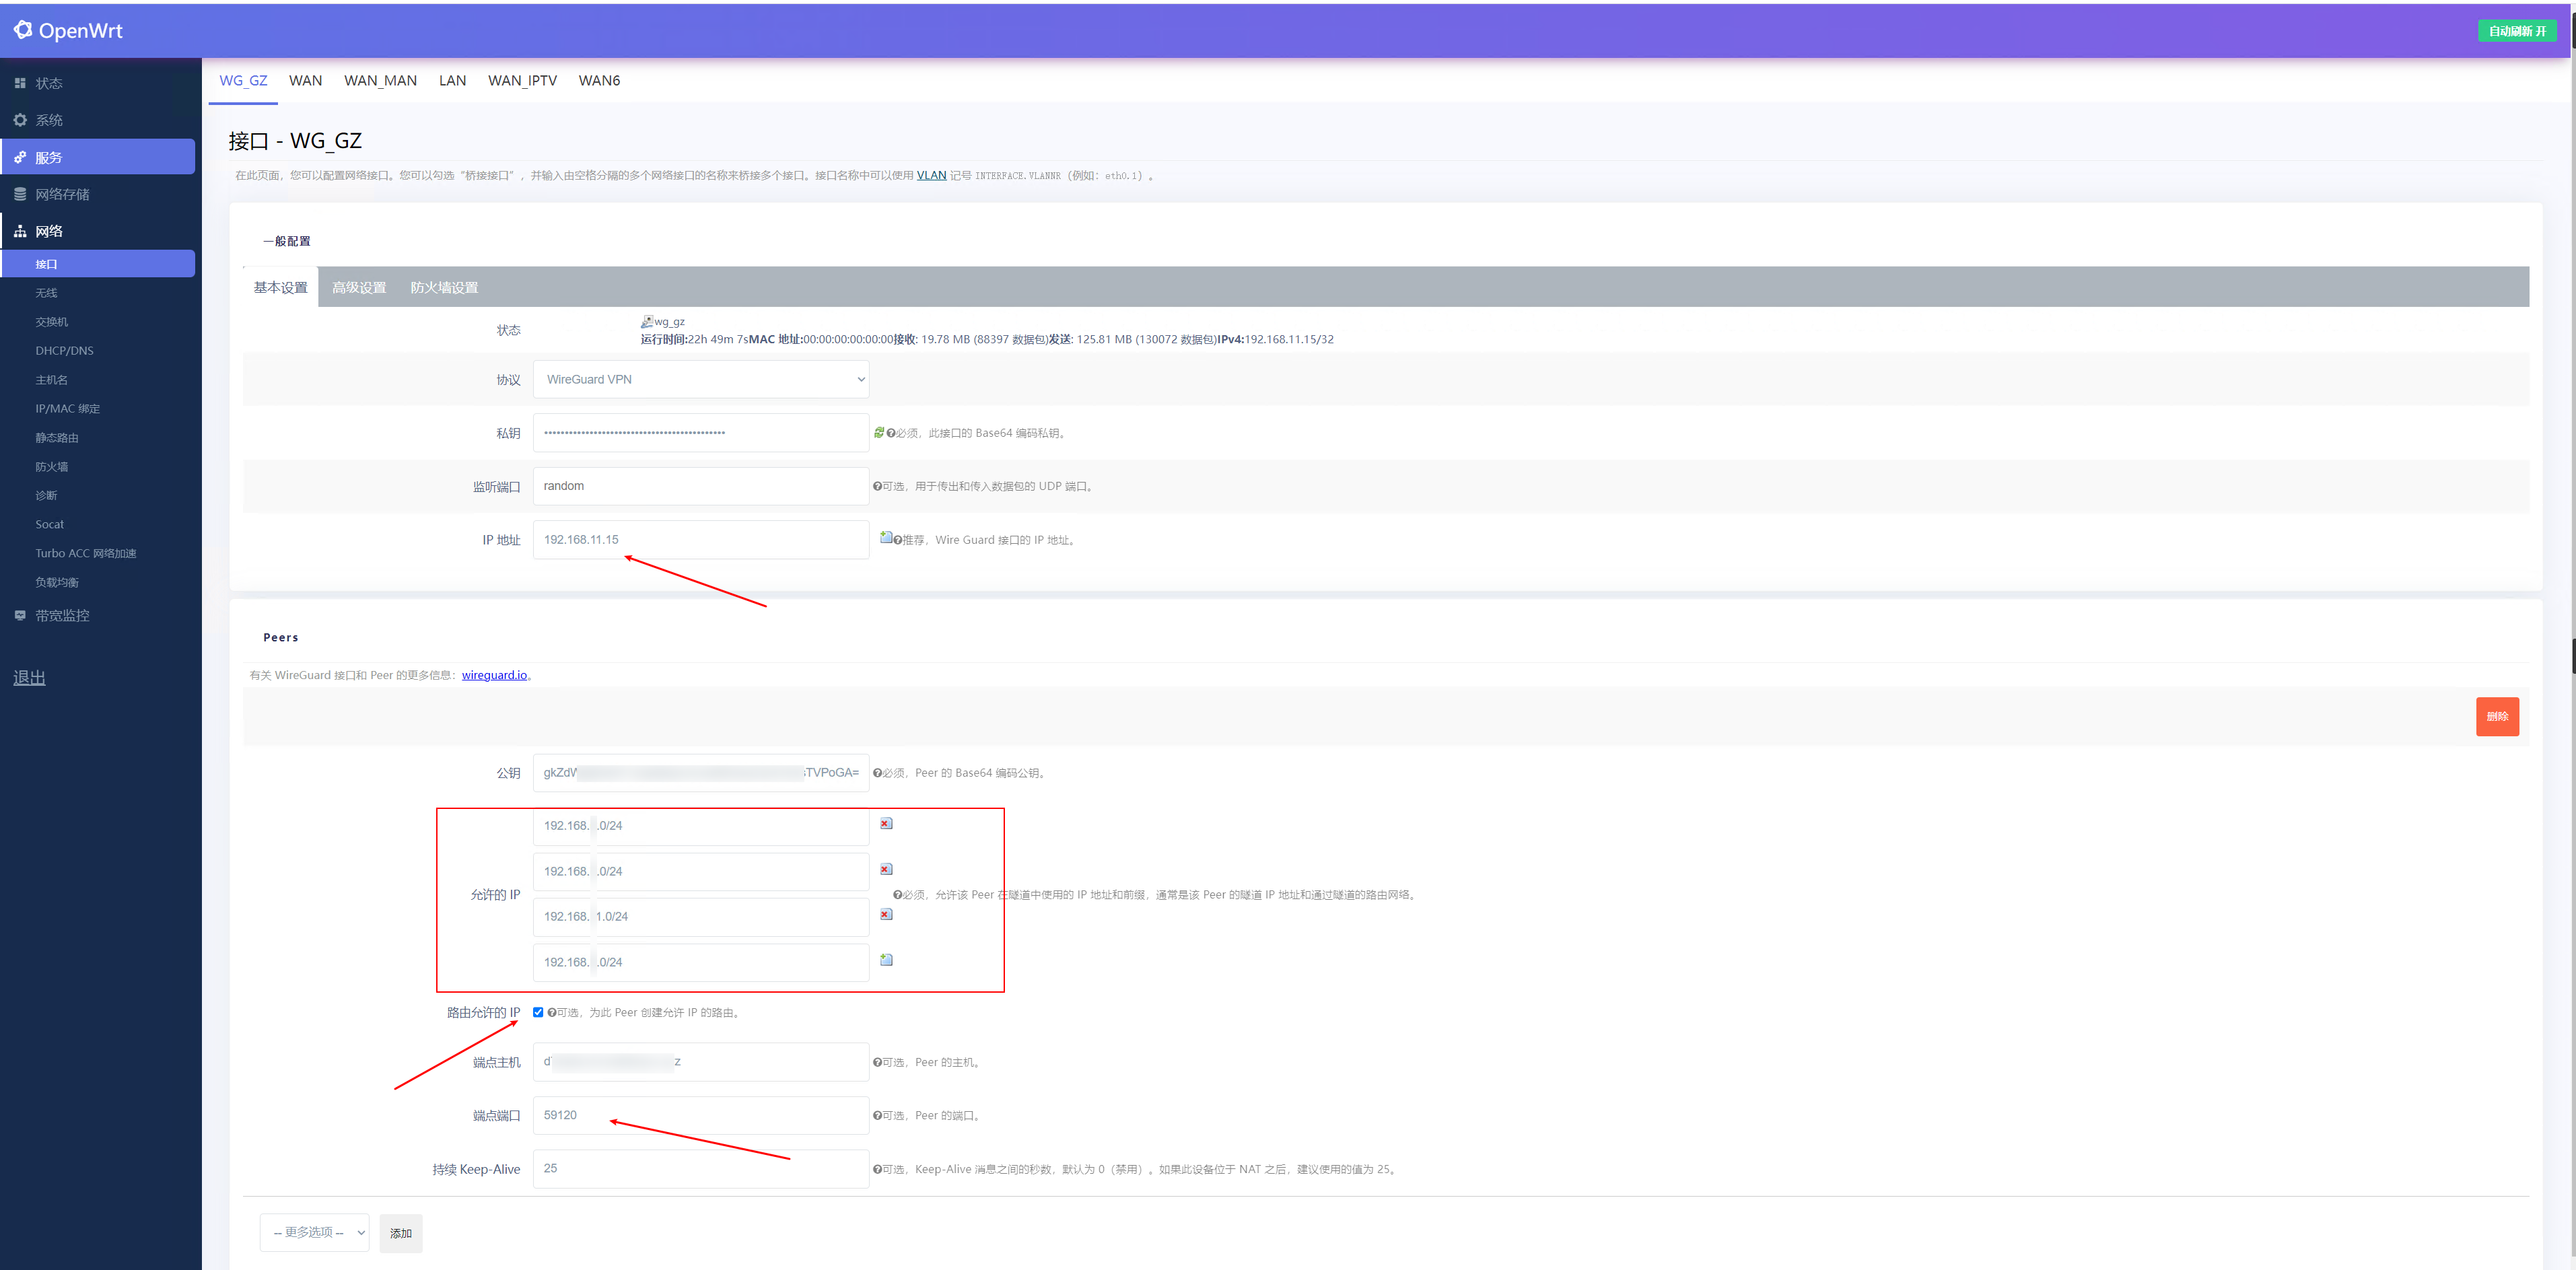 OpenWrt
自动刷新 开
状态
系统
服务
网络存储
网络
接口
无线
交换机
DHCP/DNS
主机名
IP/MAC 绑定
静态路由
防火墙
诊断
Socat
Turbo ACC 网络加速
负载均衡
带宽监控
退出
WG_GZ WAN WAN_MAN LAN WAN_IPTV WAN6
接口 - WG_GZ
在此页面，您可以配置网络接口。您可以勾选“桥接接口”，并输入由空格分隔的多个网络接口的名称来桥接多个接口。接口名称中可以使用 VLAN 记号 INTERFACE.VLANNR（例如：eth0.1）。
一般配置
基本设置 高级设置 防火墙设置
状态
wg_gz
运行时间:22h 49m 7sMAC 地址:00:00:00:00:00:00接收: 19.78 MB (88397 数据包)发送: 125.81 MB (130072 数据包)IPv4:192.168.11.15/32
协议 WireGuard VPN
私钥 必须，此接口的 Base64 编码私钥。
监听端口 random 可选，用于传出和传入数据包的 UDP 端口。
IP 地址 192.168.11.15 推荐，Wire Guard 接口的 IP 地址。
Peers
有关 WireGuard 接口和 Peer 的更多信息：wireguard.io。
删除
公钥 gkZdW sTVPoGA= 必须，Peer 的 Base64 编码公钥。
192.168. .0/24
192.168. .0/24
允许的 IP 必须，允许该 Peer 在隧道中使用的 IP 地址和前缀，通常是该 Peer 的隧道 IP 地址和通过隧道的路由网络。
192.168. 1.0/24
192.168. .0/24
路由允许的 IP 可选，为此 Peer 创建允许 IP 的路由。
端点主机 d z 可选，Peer 的主机。
端点端口 59120 可选，Peer 的端口。
持续 Keep-Alive 25 可选，Keep-Alive 消息之间的秒数，默认为 0（禁用）。如果此设备位于 NAT 之后，建议使用的值为 25。
-- 更多选项 -- 添加